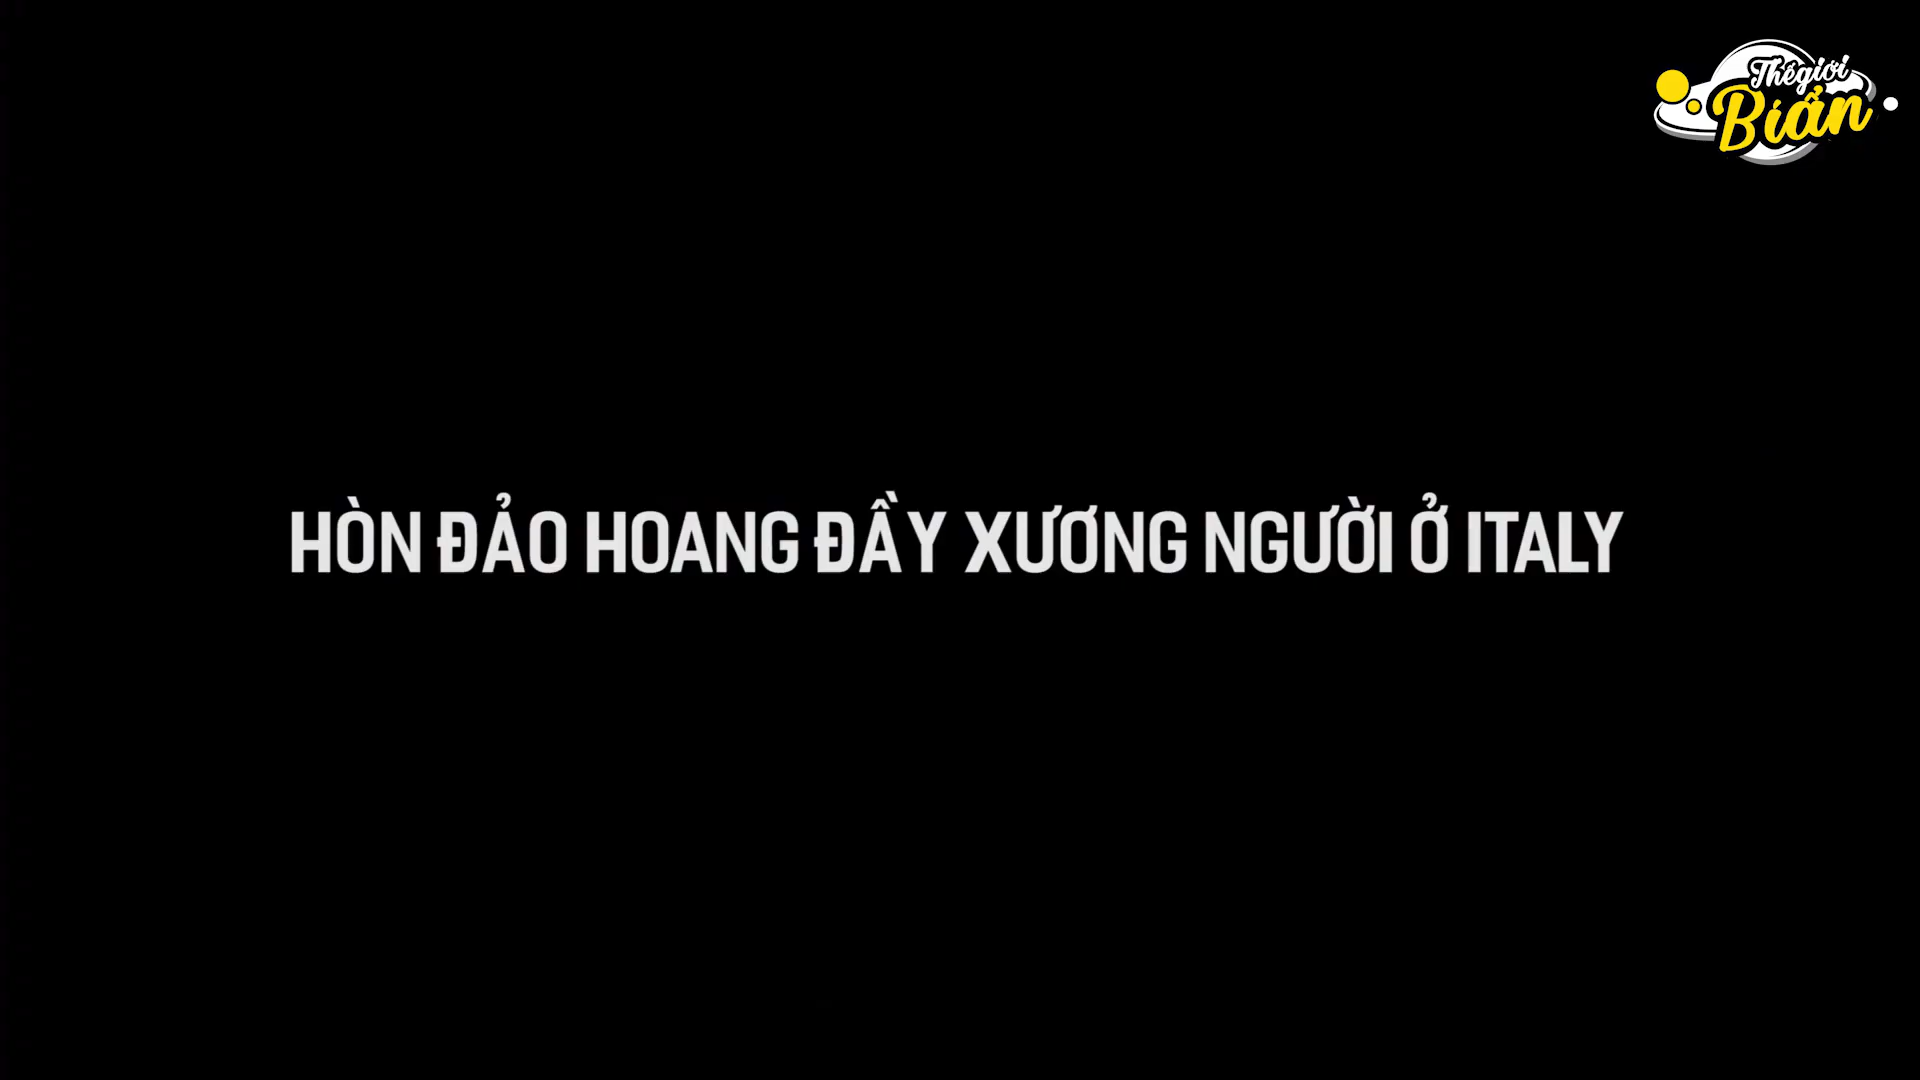 Thế giới
Bí ẩn
HÒN ĐẢO HOANG ĐẦY XƯƠNG NGƯỜI Ở ITALY